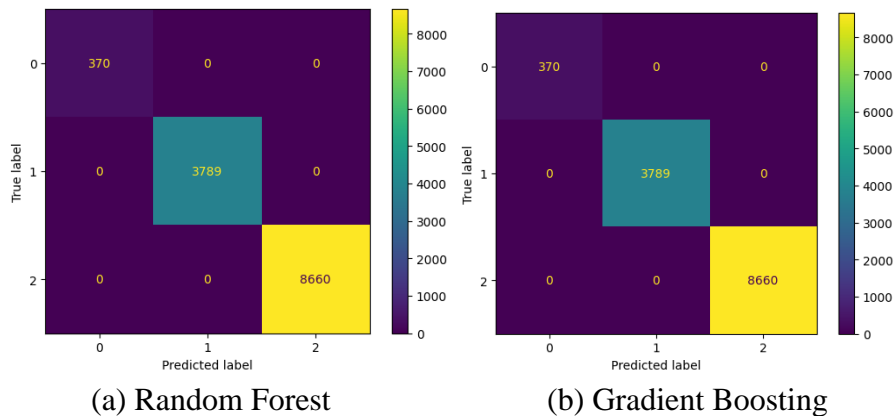 8000
7000
6000
5000
4000
3000
2000
1000
0
0
1
2
True label
370 0 0
0 3789 0
0 0 8660
0 1 2
Predicted label
(a) Random Forest
8000
7000
6000
5000
4000
3000
2000
1000
0
0
1
2
True label
370 0 0
0 3789 0
0 0 8660
0 1 2
Predicted label
(b) Gradient Boosting